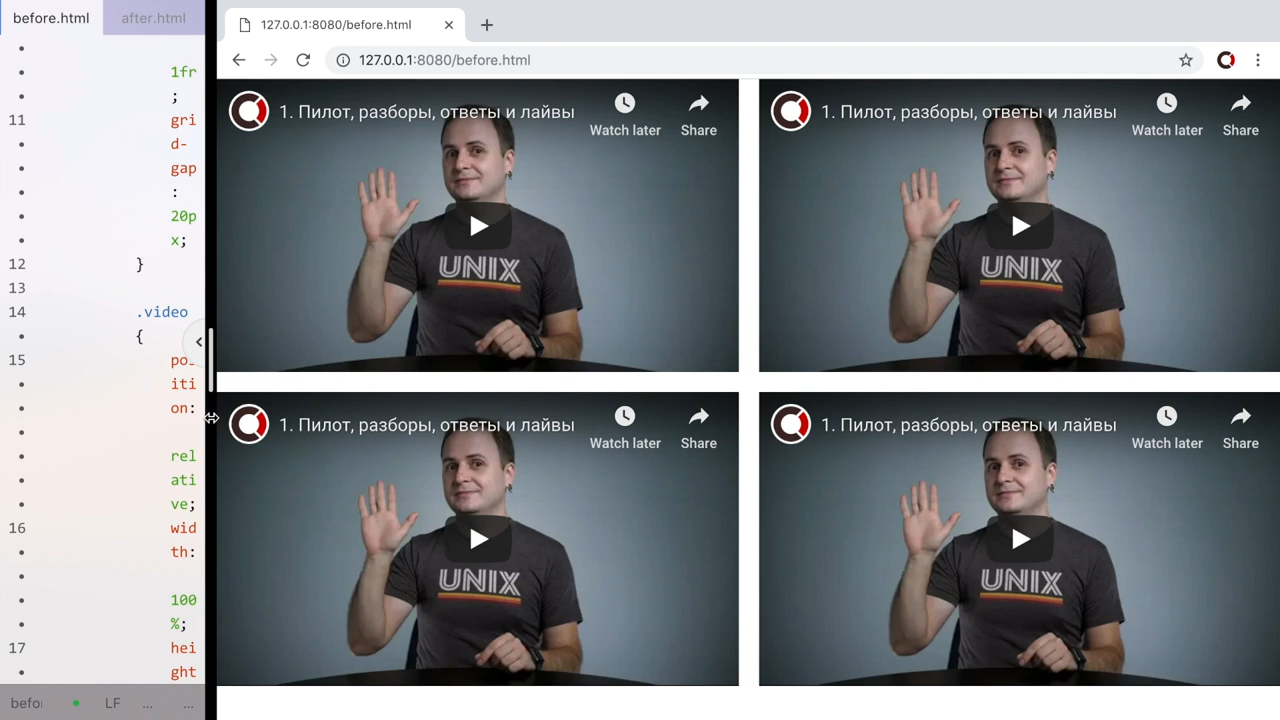 before.html
after.html
1fr
;
11
gri
d-
gap
:
20p
x;
12
}
13
14
.video
{
15
pos
iti
on:
rel
ati
ve;
16
wid
th:
100
%;
17
hei
ght
LF
...
...
127.0.0.1:8080/before.html
127.0.0.1:8080/before.html
1. Пилот, разборы, ответы и лайвы
Watch later
Share
UNIX
1. Пилот, разборы, ответы и лайвы
Watch later
Share
UNIX
1. Пилот, разборы, ответы и лайвы
Watch later
Share
UNIX
1. Пилот, разборы, ответы и лайвы
Watch later
Share
UNIX